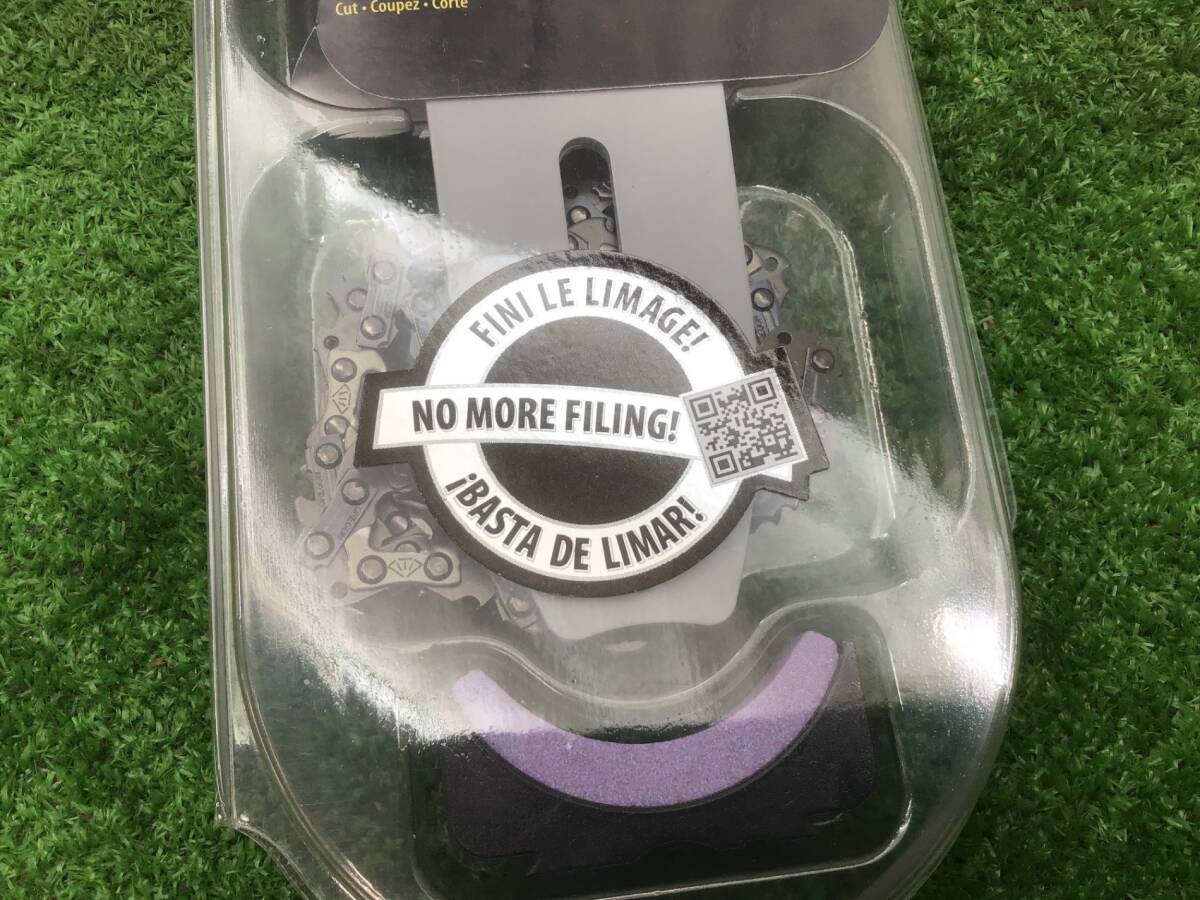 Cut • Coupez • Corte
FINI LE LIMAGE!
NO MORE FILING!
¡BASTA DE LIMAR!